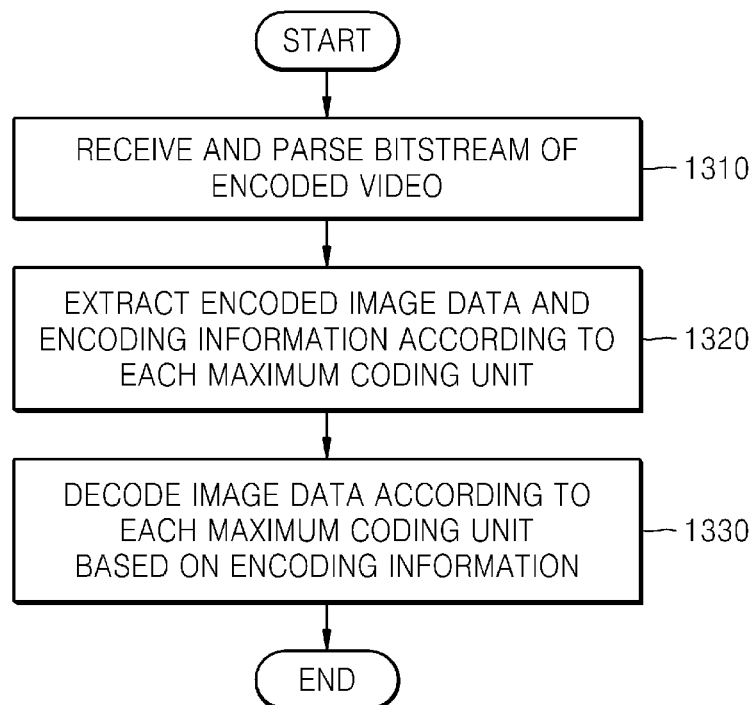 START
RECEIVE AND PARSE BITSTREAM OF
ENCODED VIDEO
1310
EXTRACT ENCODED IMAGE DATA AND
ENCODING INFORMATION ACCORDING TO
EACH MAXIMUM CODING UNIT
1320
DECODE IMAGE DATA ACCORDING TO
EACH MAXIMUM CODING UNIT
BASED ON ENCODING INFORMATION
1330
END